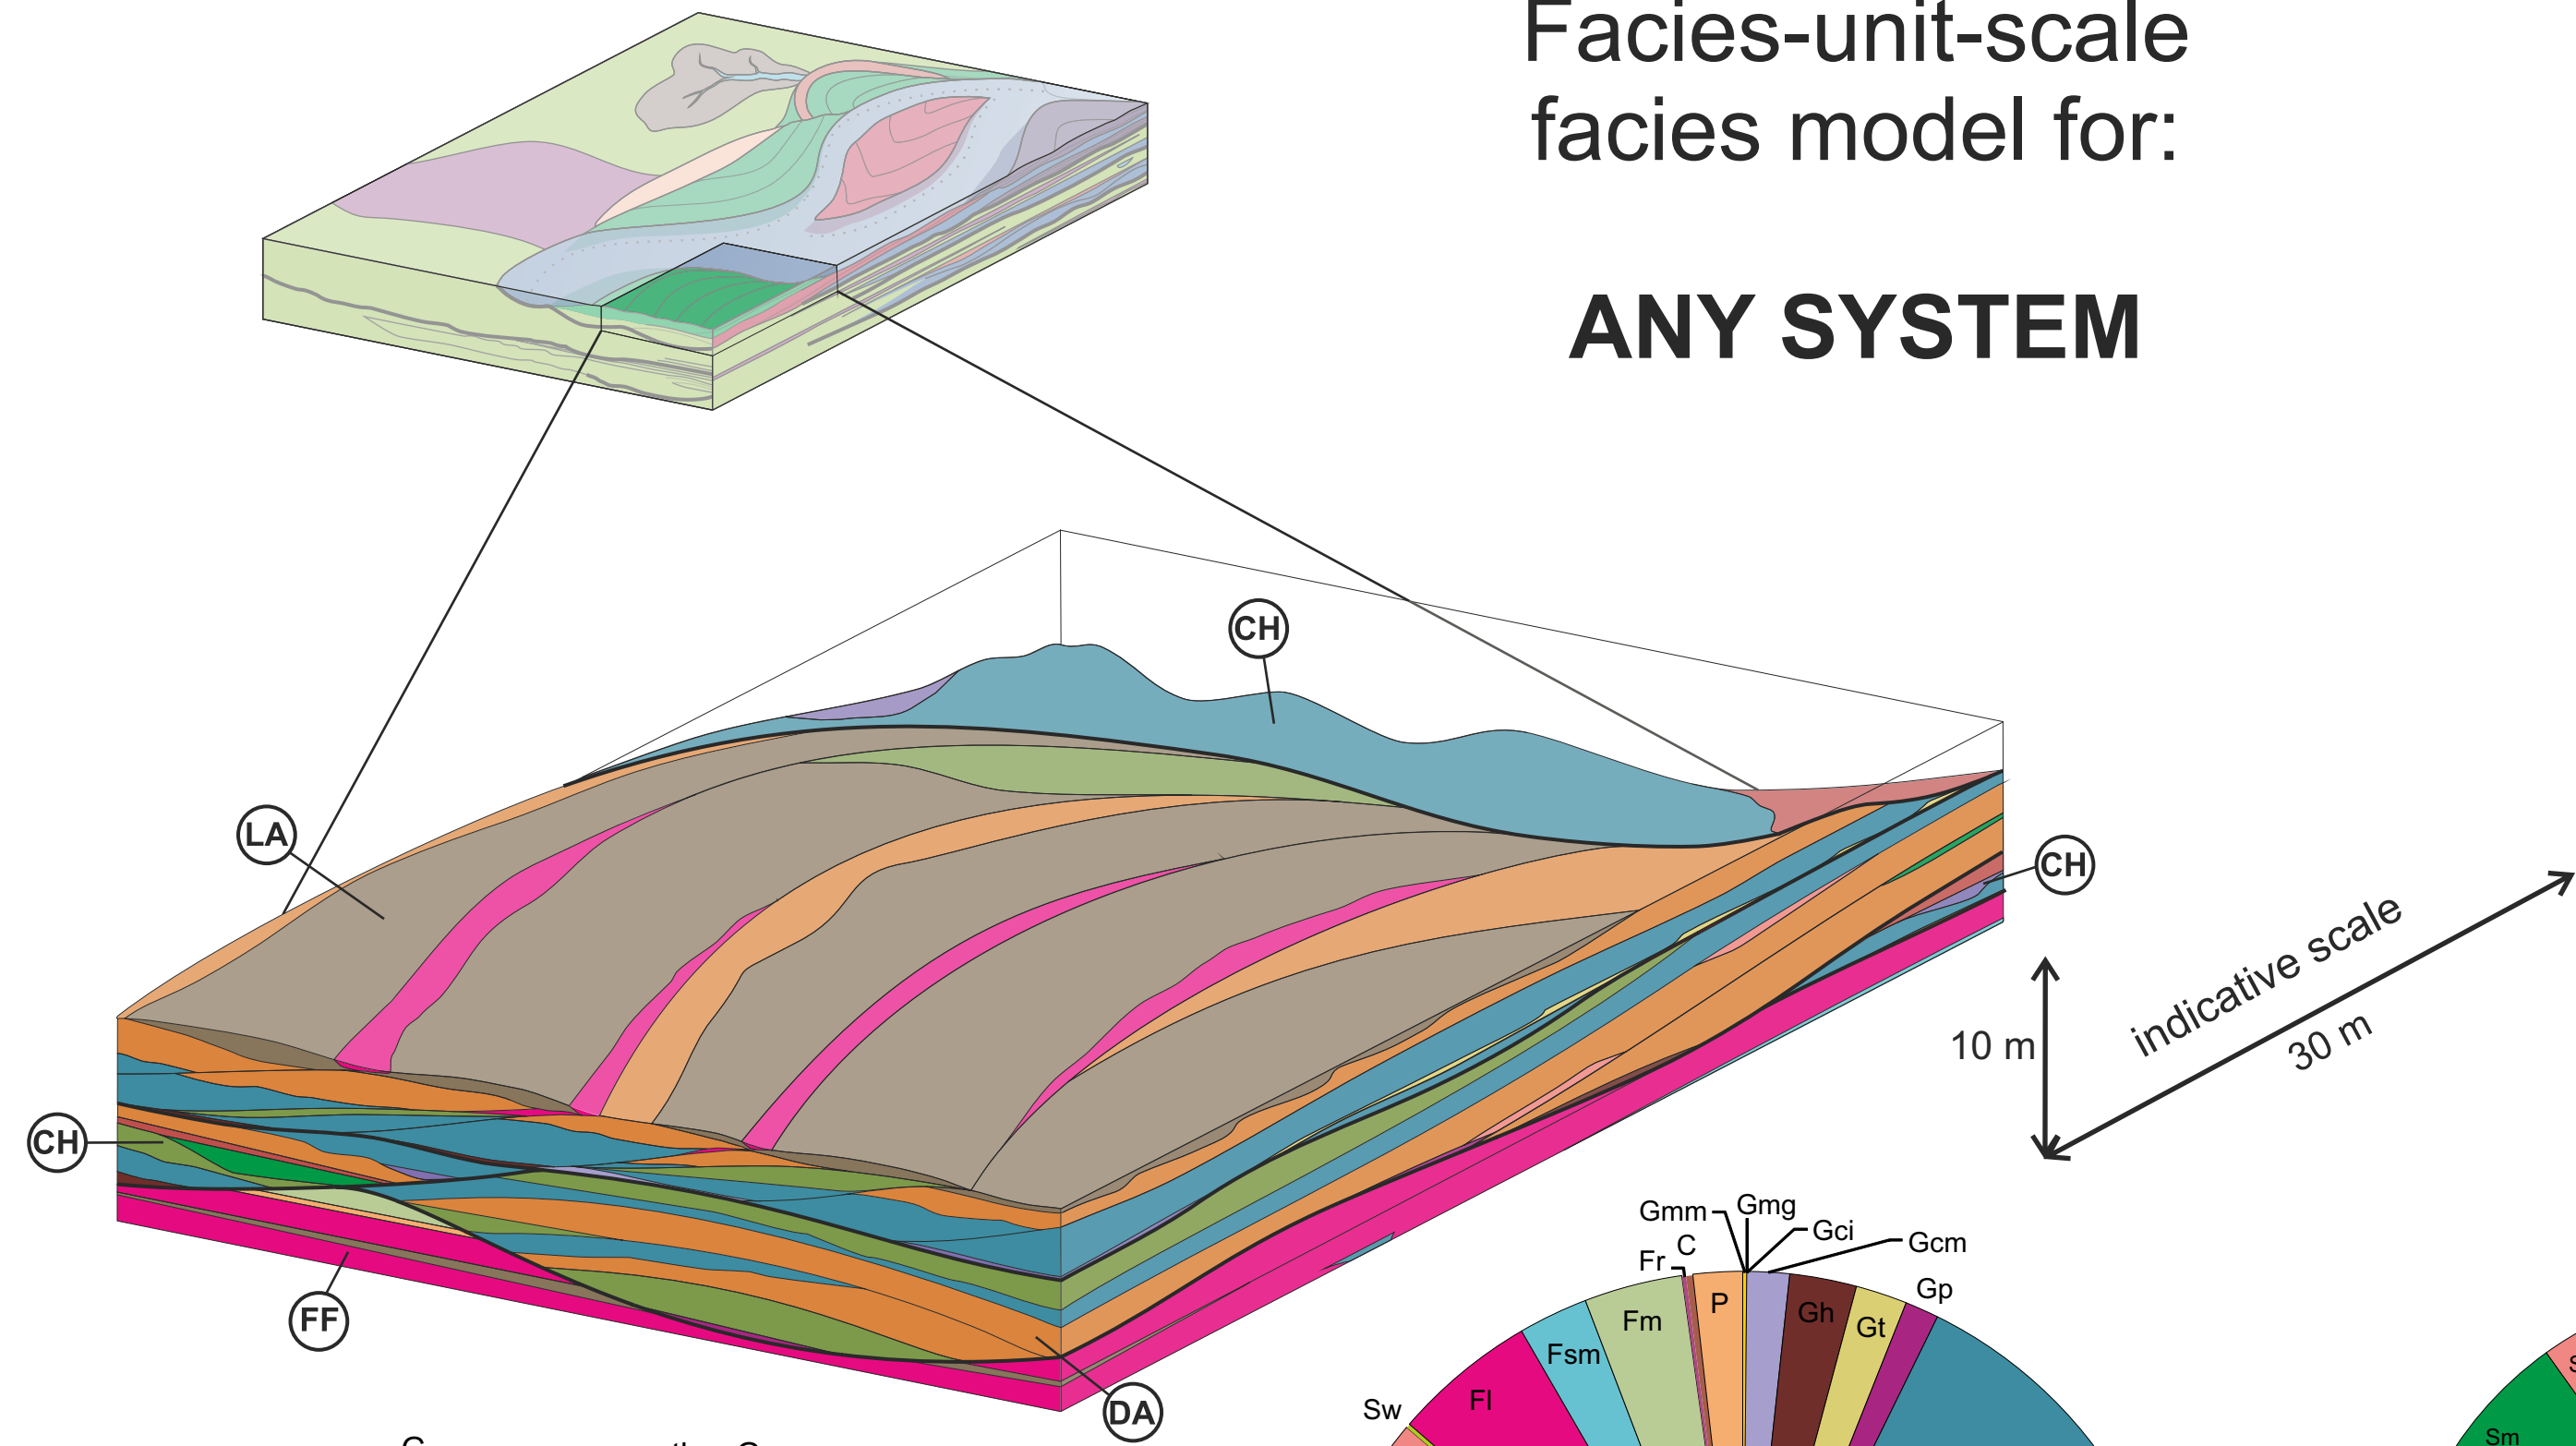 Facies-unit-scale
facies model for:
ANY SYSTEM
CH
LA
CH
CH
indicative scale
10 m
30 m
FF
DA
Gmm
Gmg
Gci
Gcm
Fr
C
Gp
P
Gh
Gt
Fm
Fsm
Fl
Sw
Sm